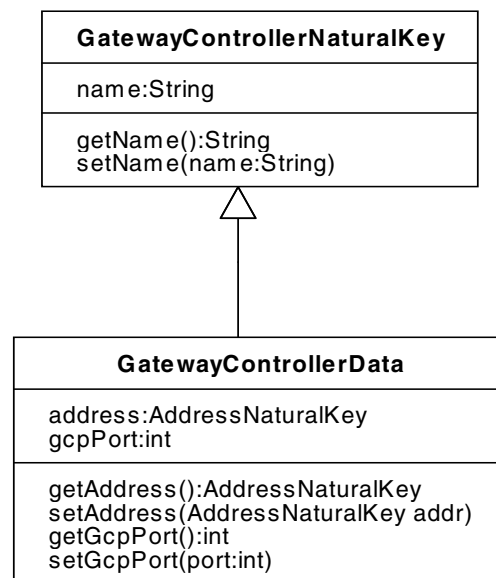 GatewayControllerNaturalKey
name:String
getName():String
setName(name:String)
GatewayControllerData
address:AddressNaturalKey
gcpPort:int
getAddress():AddressNaturalKey
setAddress(AddressNaturalKey addr)
getGcpPort():int
setGcpPort(port:int)